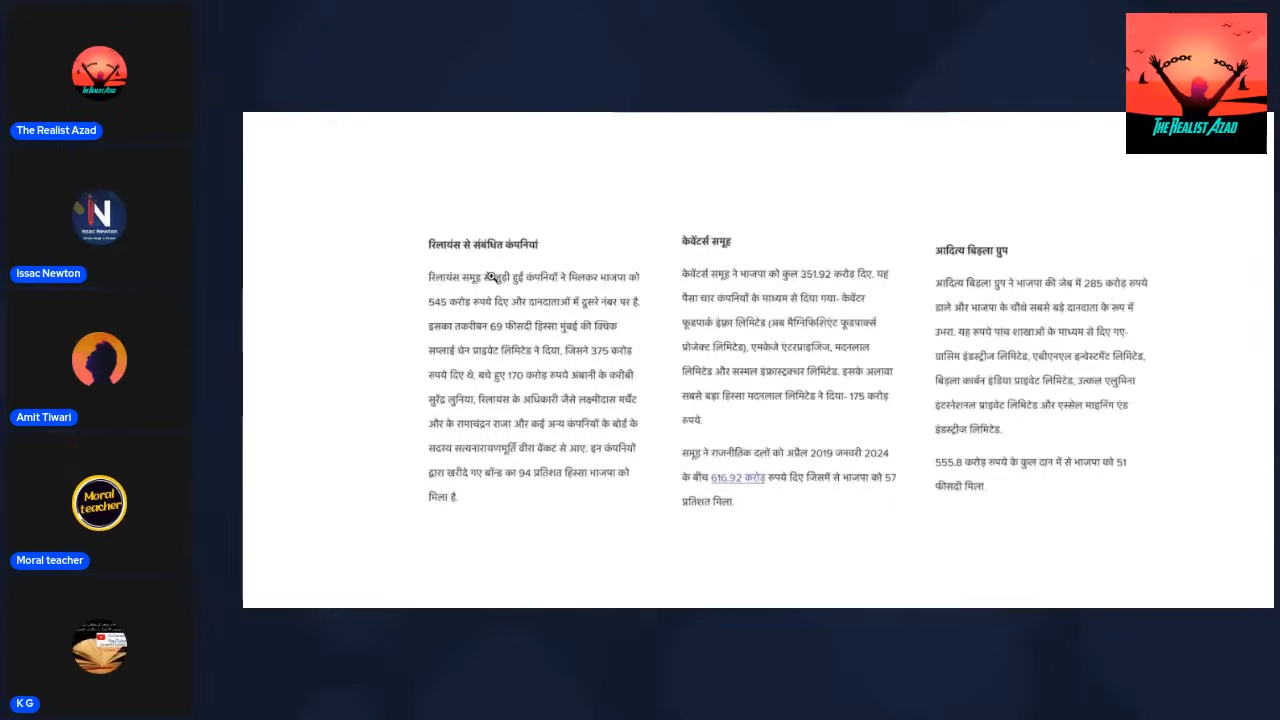 The Realist Azad
Issac Newton
Amit Tiwari
Moral teacher
K G
THE REALIST AZAD
Issac Newton
Moral
teacher
रिलायंस से संबंधित कंपनियां
रिलायंस समूह से जुड़ी हुईं कंपनियों ने मिलकर भाजपा को
545 करोड़ रुपये दिए और दानदाताओं में दूसरे नंबर पर है.
इसका तकरीबन 69 फीसदी हिस्सा मुंबई की क्विक
सप्लाई चेन प्राइवेट लिमिटेड ने दिया, जिसने 375 करोड़
रुपये दिए थे. बचे हुए 170 करोड़ रुपये अंबानी के करीबी
सुरेंद्र लुनिया, रिलायंस के अधिकारी जैसे लक्ष्मीदास मर्चेंट
और के रामाचंद्रन राजा और कई अन्य कंपनियों के बोर्ड के
सदस्य सत्यनारायणमूर्ति वीरा वेंकट से आए. इन कंपनियों
द्वारा खरीदे गए बॉन्ड का 94 प्रतिशत हिस्सा भाजपा को
मिला है.
केवेंटर्स समूह
केवेंटर्स समूह ने भाजपा को कुल 351.92 करोड़ दिए. यह
पैसा चार कंपनियों के माध्यम से दिया गया- केवेंटर
फूडपार्क इंफ़्रा लिमिटेड (अब मैग्निफिशिएंट फूडपार्क्स
प्रोजेक्ट लिमिटेड), एमकेजे एंटरप्राइजिज, मदनलाल
लिमिटेड और सस्मल इफ्रास्ट्रक्चर लिमिटेड. इसके अलावा
सबसे बड़ा हिस्सा मदनलाल लिमिटेड ने दिया- 175 करोड़
रुपये.
समूह ने राजनीतिक दलों को अप्रैल 2019 जनवरी 2024
के बीच 616.92 करोड़ रुपये दिए जिसमें से भाजपा को 57
प्रतिशत मिला.
आदित्य बिड़ला ग्रुप
आदित्य बिड़ला ग्रुप ने भाजपा की जेब में 285 करोड़ रुपये
डाले और भाजपा के चौथे सबसे बड़े दानदाता के रूप में
उभरा. यह रूपये पांच शाखाओं के माध्यम से दिए गए-
ग्रासिम इंडस्ट्रीज लिमिटेड, एबीएनएल इन्वेस्टमेंट लिमिटेड,
बिड़ला कार्बन इंडिया प्राइवेट लिमिटेड, उत्कल एलुमिना
इंटरनेशनल प्राइवेट लिमिटेड और एस्सेल माइनिंग एंड
इंडस्ट्रीज लिमिटेड.
555.8 करोड़ रुपये के कुल दान में से भाजपा को 51
फीसदी मिला.
THE REALIST AZAD